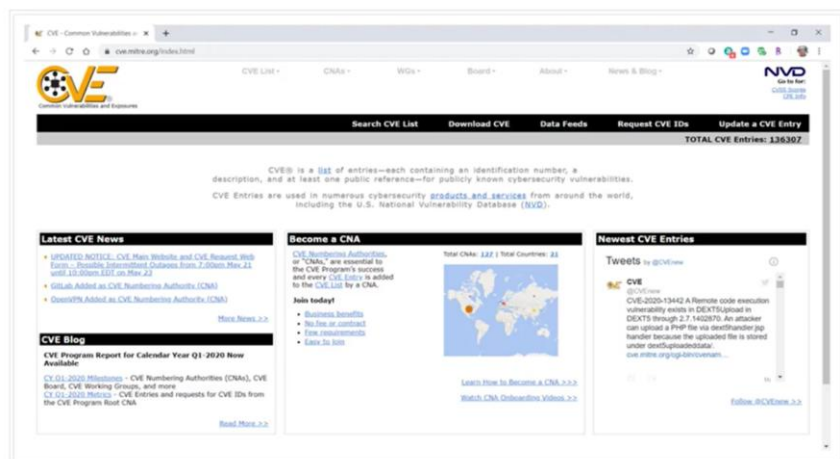 CVE - Common Vulnerabilities a
cve.mitre.org/index.html
CVE
Common Vulnerabilities and Exposures
CVE List CNAs WGs Board About News & Blog
NVD
Go to for:
CVSS Scores
CPE Info
Search CVE List Download CVE Data Feeds Request CVE IDs Update a CVE Entry
TOTAL CVE Entries: 136307
CVE® is a list of entries—each containing an identification number, a
description, and at least one public reference—for publicly known cybersecurity vulnerabilities.
CVE Entries are used in numerous cybersecurity products and services from around the world,
including the U.S. National Vulnerability Database (NVD).
Latest CVE News
UPDATED NOTICE: CVE Main Website and CVE Request Web
Form – Possible Intermittent Outages from 7:00pm May 21
until 10:00pm EDT on May 23
GitLab Added as CVE Numbering Authority (CNA)
OpenVPN Added as CVE Numbering Authority (CNA)
More News >>
CVE Blog
CVE Program Report for Calendar Year Q1-2020 Now
Available
CY Q1-2020 Milestones - CVE Numbering Authorities (CNAs), CVE
Board, CVE Working Groups, and more
CY Q1-2020 Metrics - CVE Entries and requests for CVE IDs from
the CVE Program Root CNA
Read More >>
Become a CNA
CVE Numbering Authorities,
or "CNAs," are essential to
the CVE Program's success
and every CVE Entry is added
to the CVE List by a CNA.
Join today!
Business benefits
No fee or contract
Few requirements
Easy to join
Total CNAs: 127 | Total Countries: 21
Learn How to Become a CNA >>>
Watch CNA Onboarding Videos >>
Newest CVE Entries
Tweets by @CVEnew
CVE
@CVEnew
CVE-2020-13442 A Remote code execution
vulnerability exists in DEXT5Upload in
DEXT5 through 2.7.1402870. An attacker
can upload a PHP file via dext5handler.jsp
handler because the uploaded file is stored
under dext5uploadeddata/.
cve.mitre.org/cgi-bin/cvenam…
Follow @CVEnew >>